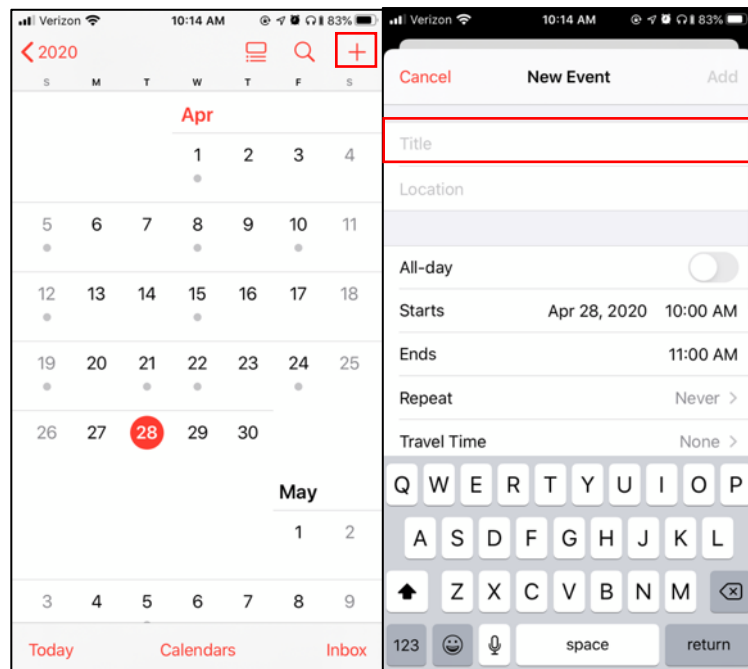 Verizon 10:14 AM 83%
2020
S M T W T F S
Apr
1 2 3 4
5 6 7 8 9 10 11
12 13 14 15 16 17 18
19 20 21 22 23 24 25
26 27 28 29 30
May
1 2
3 4 5 6 7 8 9
Today Calendars Inbox
Verizon 10:14 AM 83%
Cancel New Event Add
Title
Location
All-day
Starts Apr 28, 2020 10:00 AM
Ends 11:00 AM
Repeat Never >
Travel Time None >
Q W E R T Y U I O P
A S D F G H J K L
Z X C V B N M
123 space return